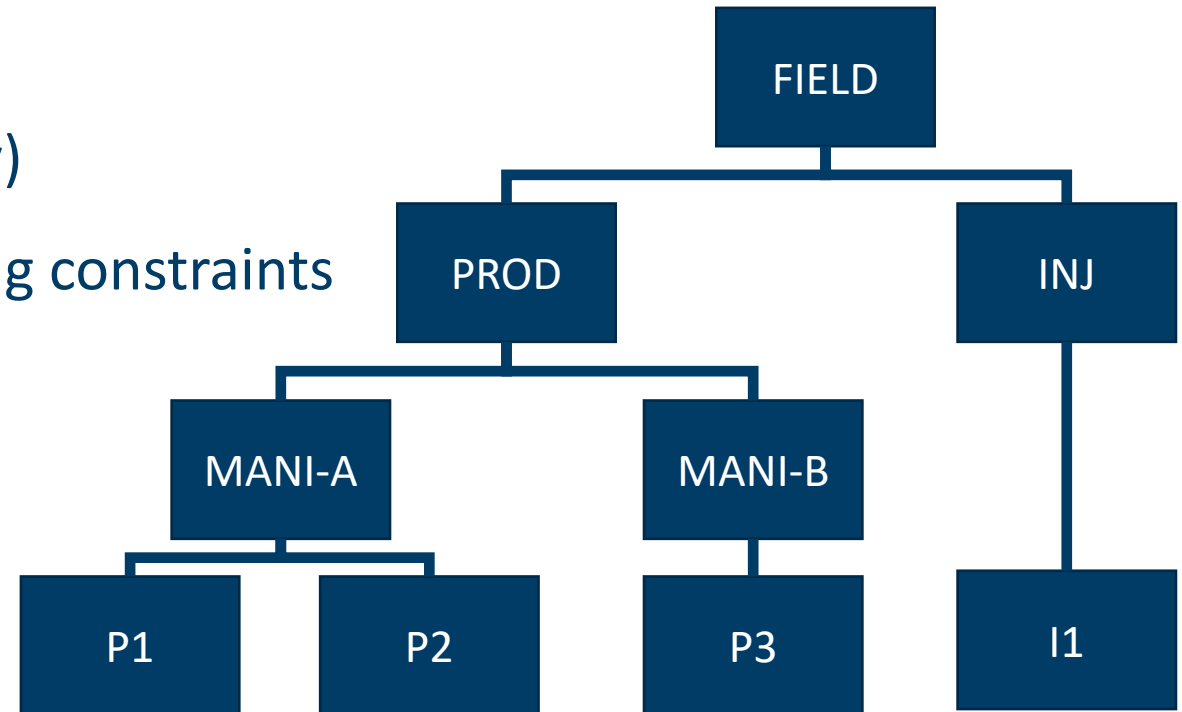 FIELD
)
g constraints
PROD
INJ
MANI-A
MANI-B
P1
P2
P3
I1